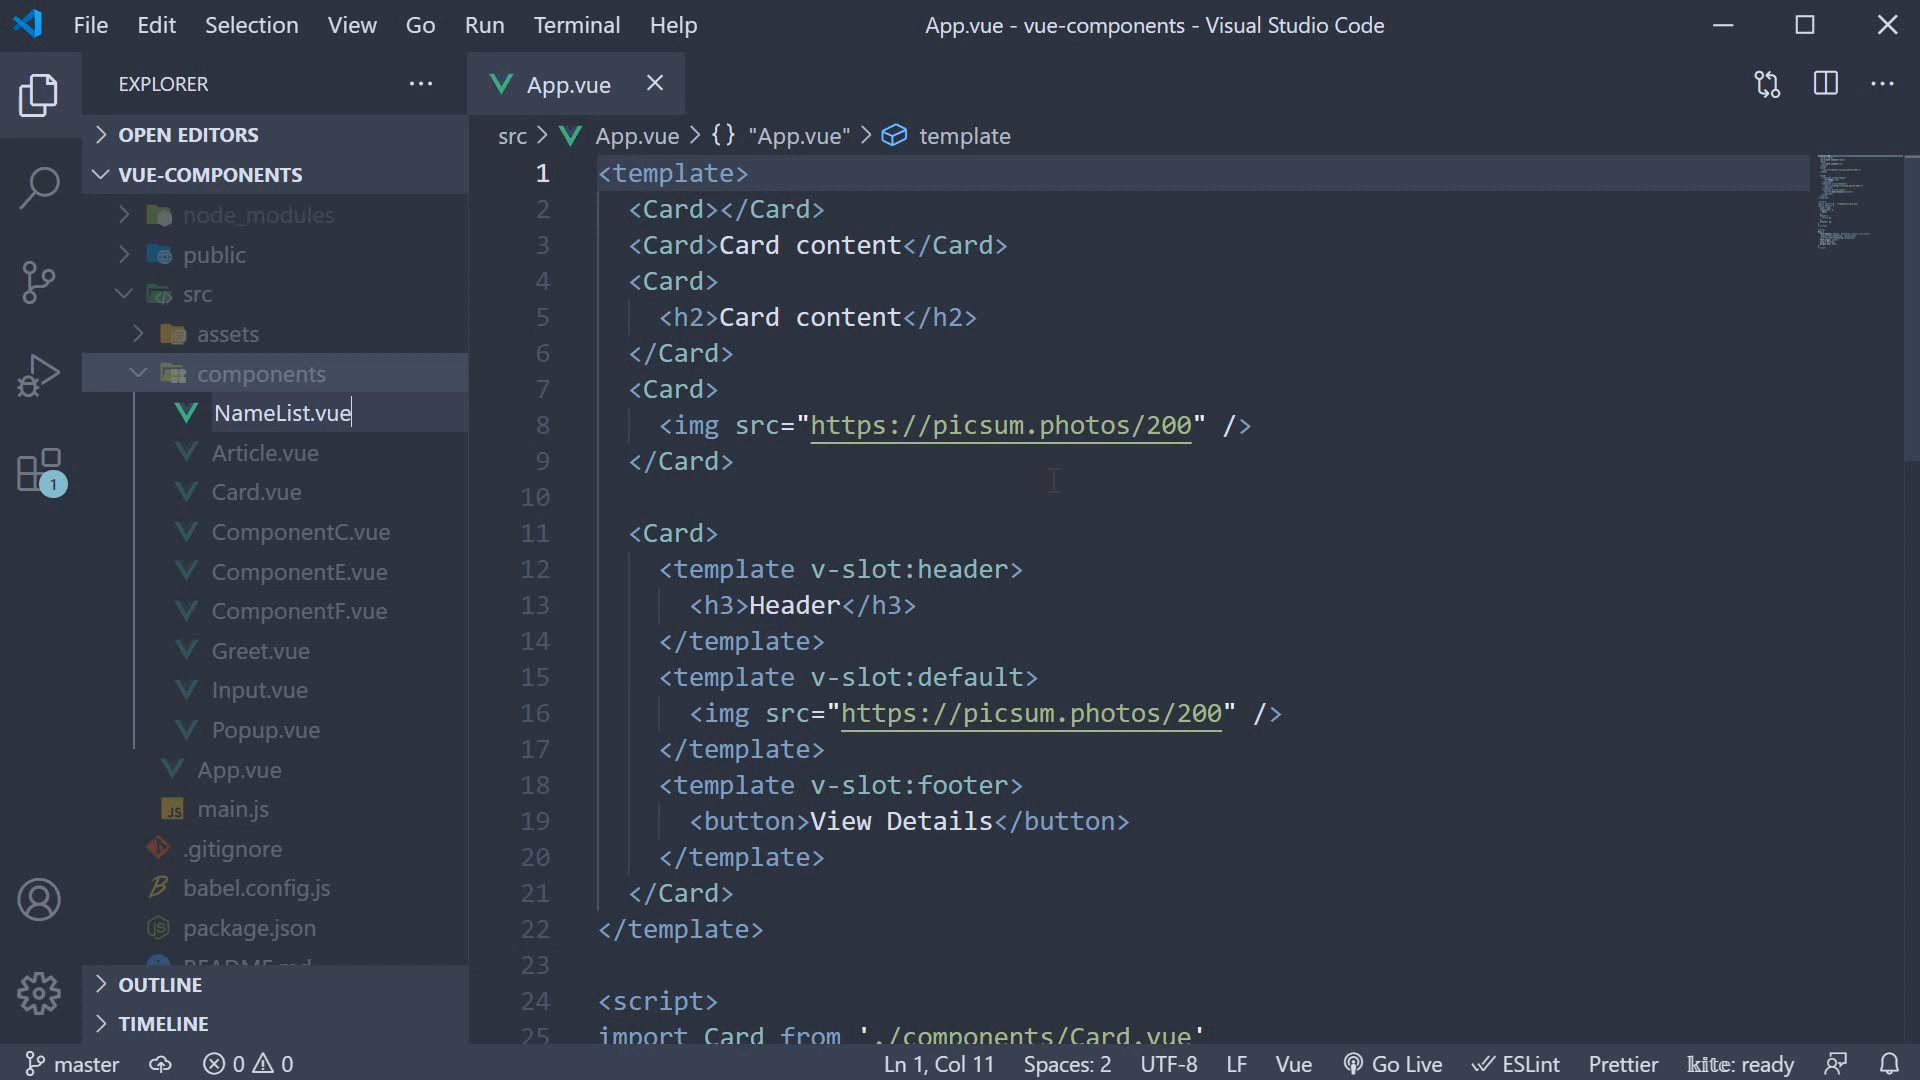 File Edit Selection View Go Run Terminal Help App.vue - vue-components - Visual Studio Code
EXPLORER
App.vue
OPEN EDITORS
src > App.vue > {} "App.vue" > template
VUE-COMPONENTS
node_modules
public
src
assets
components
NameList.vue
Article.vue
Card.vue
ComponentC.vue
ComponentE.vue
ComponentF.vue
Greet.vue
Input.vue
Popup.vue
App.vue
main.js
.gitignore
babel.config.js
package.json
README.md
OUTLINE
TIMELINE
1
1 <template>
2 <Card></Card>
3 <Card>Card content</Card>
4 <Card>
5 <h2>Card content</h2>
6 </Card>
7 <Card>
8 <img src="https://picsum.photos/200" />
9 </Card>
10
11 <Card>
12 <template v-slot:header>
13 <h3>Header</h3>
14 </template>
15 <template v-slot:default>
16 <img src="https://picsum.photos/200" />
17 </template>
18 <template v-slot:footer>
19 <button>View Details</button>
20 </template>
21 </Card>
22 </template>
23
24 <script>
25 import Card from './components/Card.vue'
master 0 0 Ln 1, Col 11 Spaces: 2 UTF-8 LF Vue Go Live ESLint Prettier kite: ready